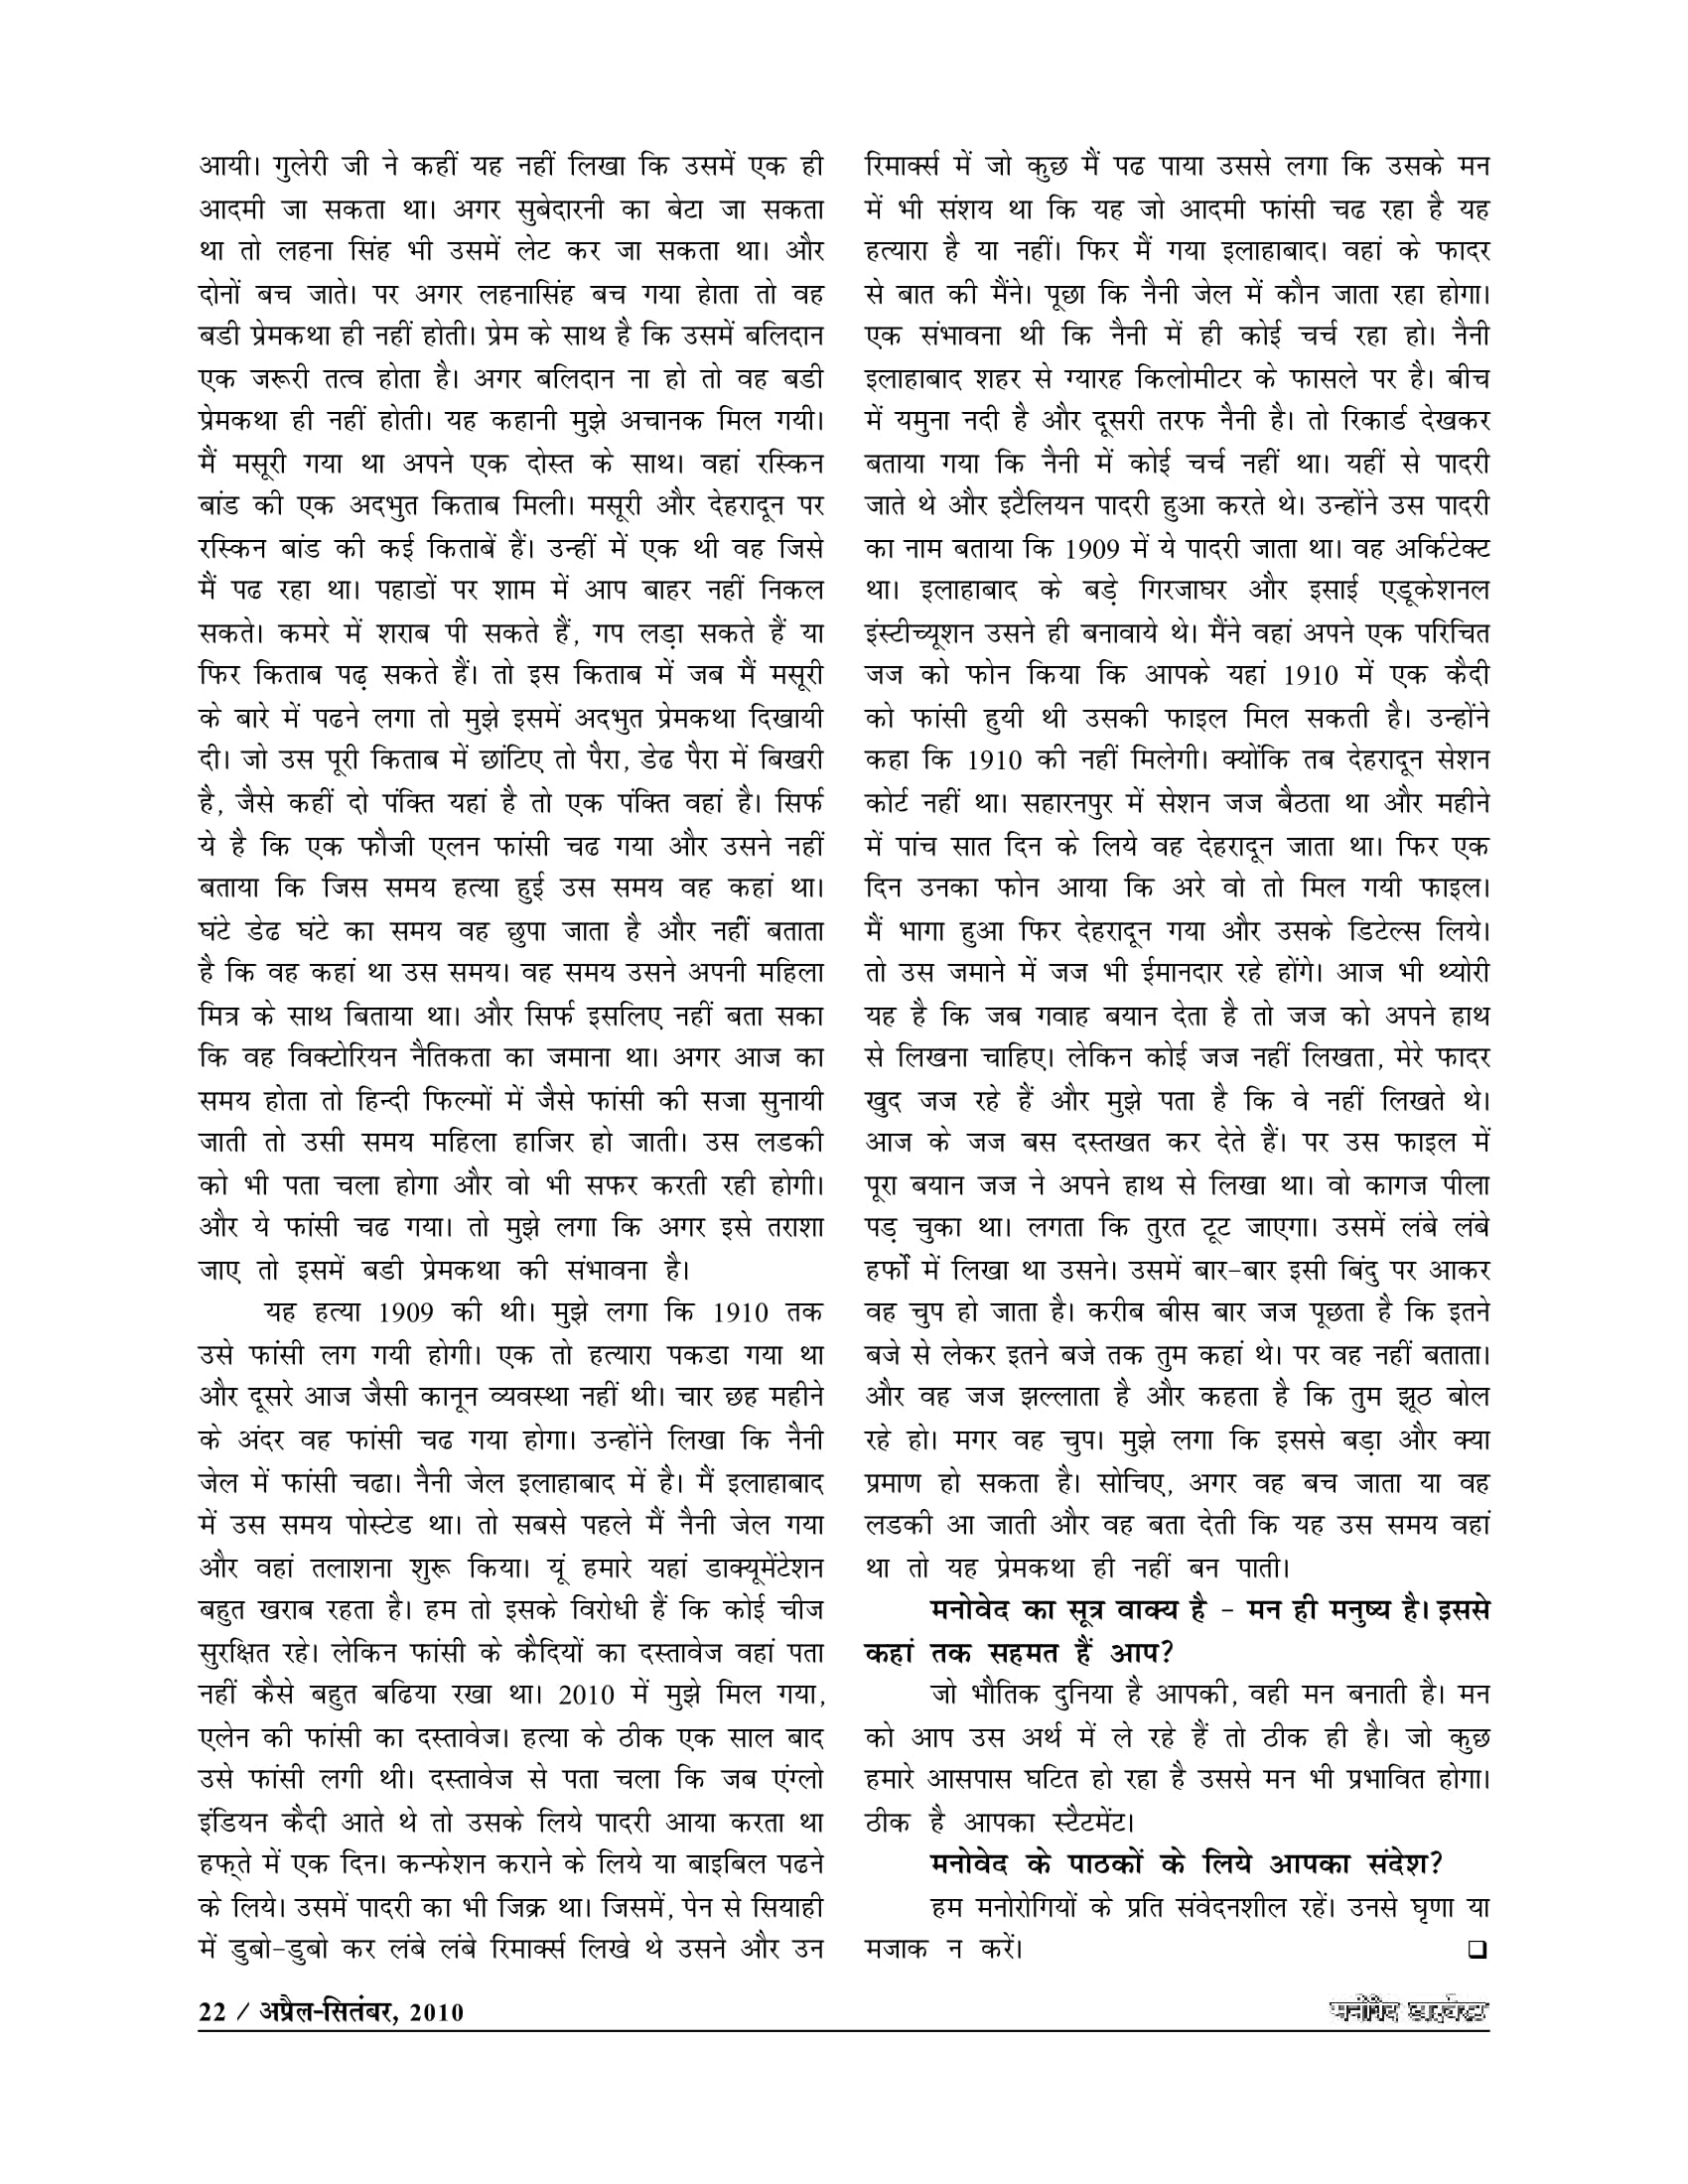 आयी। गुलेरी जी ने कहीं यह नहीं लिखा कि उसमें एक ही
आदमी जा सकता था। अगर सुबेदारनी का बेटा जा सकता
था तो लहना सिंह भी उसमें लेट कर जा सकता था। और
दोनों बच जाते। पर अगर लहनासिंह बच गया हेाता तो वह
बडी प्रेमकथा ही नहीं होती। प्रेम के साथ है कि उसमें बलिदान
एक जरूरी तत्व होता है। अगर बलिदान ना हो तो वह बडी
प्रेमकथा ही नहीं होती। यह कहानी मुझे अचानक मिल गयी।
मैं मसूरी गया था अपने एक दोस्त के साथ। वहां रस्किन
बांड की एक अदभुत किताब मिली। मसूरी और देहरादून पर
रस्किन बांड की कई किताबें हैं। उन्हीं में एक थी वह जिसे
मैं पढ रहा था। पहाडों पर शाम में आप बाहर नहीं निकल
सकते। कमरे में शराब पी सकते हैं, गप लड़ा सकते हैं या
फिर किताब पढ़ सकते हैं। तो इस किताब में जब मैं मसूरी
के बारे में पढने लगा तो मुझे इसमें अदभुत प्रेमकथा दिखायी
दी। जो उस पूरी किताब में छांटिए तो पैरा, डेढ पैरा में बिखरी
है, जैसे कहीं दो पंक्ति यहां है तो एक पंक्ति वहां है। सिर्फ
ये है कि एक फौजी एलन फांसी चढ गया और उसने नहीं
बताया कि जिस समय हत्या हुई उस समय वह कहां था।
घंटे डेढ घंटे का समय वह छुपा जाता है और नहीं बताता
है कि वह कहां था उस समय। वह समय उसने अपनी महिला
मित्र के साथ बिताया था। और सिर्फ इसलिए नहीं बता सका
कि वह विक्टोरियन नैतिकता का जमाना था। अगर आज का
समय होता तो हिन्दी फिल्मों में जैसे फांसी की सजा सुनायी
जाती तो उसी समय महिला हाजिर हो जाती। उस लडकी
को भी पता चला होगा और वो भी सफर करती रही होगी।
और ये फांसी चढ गया। तो मुझे लगा कि अगर इसे तराशा
जाए तो इसमें बडी प्रेमकथा की संभावना है।
यह हत्या 1909 की थी। मुझे लगा कि 1910 तक
उसे फांसी लग गयी होगी। एक तो हत्यारा पकडा गया था
और दूसरे आज जैसी कानून व्यवस्था नहीं थी। चार छह महीने
के अंदर वह फांसी चढ गया होगा। उन्होंने लिखा कि नैनी
जेल में फांसी चढा। नैनी जेल इलाहाबाद में है। मैं इलाहाबाद
में उस समय पोस्टेड था। तो सबसे पहले मैं नैनी जेल गया
और वहां तलाशना शुरू किया। यूं हमारे यहां डाक्यूमेंटेशन
बहुत खराब रहता है। हम तो इसके विरोधी हैं कि कोई चीज
सुरक्षित रहे। लेकिन फांसी के कैदियों का दस्तावेज वहां पता
नहीं कैसे बहुत बढिया रखा था। 2010 में मुझे मिल गया,
एलेन की फांसी का दस्तावेज। हत्या के ठीक एक साल बाद
उसे फांसी लगी थी। दस्तावेज से पता चला कि जब एंग्लो
इंडियन कैदी आते थे तो उसके लिये पादरी आया करता था
हफ्ते में एक दिन। कन्फेशन कराने के लिये या बाइबिल पढने
के लिये। उसमें पादरी का भी जिक्र था। जिसमें, पेन से सियाही
में डुबो-डुबो कर लंबे लंबे रिमार्क्स लिखे थे उसने और उन
रिमार्क्स में जो कुछ मैं पढ पाया उससे लगा कि उसके मन
में भी संशय था कि यह जो आदमी फांसी चढ रहा है यह
हत्यारा है या नहीं। फिर मैं गया इलाहाबाद। वहां के फादर
से बात की मैंने। पूछा कि नैनी जेल में कौन जाता रहा होगा।
एक संभावना थी कि नैनी में ही कोई चर्च रहा हो। नैनी
इलाहाबाद शहर से ग्यारह किलोमीटर के फासले पर है। बीच
में यमुना नदी है और दूसरी तरफ नैनी है। तो रिकार्ड देखकर
बताया गया कि नैनी में कोई चर्च नहीं था। यहीं से पादरी
जाते थे और इटैलियन पादरी हुआ करते थे। उन्होंने उस पादरी
का नाम बताया कि 1909 में ये पादरी जाता था। वह अर्किटेक्ट
था। इलाहाबाद के बड़े गिरजाघर और इसाई एडूकेशनल
इंस्टीच्यूशन उसने ही बनावाये थे। मैंने वहां अपने एक परिचित
जज को फोन किया कि आपके यहां 1910 में एक कैदी
को फांसी हुयी थी उसकी फाइल मिल सकती है। उन्होंने
कहा कि 1910 की नहीं मिलेगी। क्योंकि तब देहरादून सेशन
कोर्ट नहीं था। सहारनपुर में सेशन जज बैठता था और महीने
में पांच सात दिन के लिये वह देहरादून जाता था। फिर एक
दिन उनका फोन आया कि अरे वो तो मिल गयी फाइल।
मैं भागा हुआ फिर देहरादून गया और उसके डिटेल्स लिये।
तो उस जमाने में जज भी ईमानदार रहे होंगे। आज भी थ्योरी
यह है कि जब गवाह बयान देता है तो जज को अपने हाथ
से लिखना चाहिए। लेकिन कोई जज नहीं लिखता, मेरे फादर
खुद जज रहे हैं और मुझे पता है कि वे नहीं लिखते थे।
आज के जज बस दस्तखत कर देते हैं। पर उस फाइल में
पूरा बयान जज ने अपने हाथ से लिखा था। वो कागज पीला
पड़ चुका था। लगता कि तुरत टूट जाएगा। उसमें लंबे लंबे
हर्फों में लिखा था उसने। उसमें बार-बार इसी बिंदु पर आकर
वह चुप हो जाता है। करीब बीस बार जज पूछता है कि इतने
बजे से लेकर इतने बजे तक तुम कहां थे। पर वह नहीं बताता।
और वह जज झल्लाता है और कहता है कि तुम झूठ बोल
रहे हो। मगर वह चुप। मुझे लगा कि इससे बड़ा और क्या
प्रमाण हो सकता है। सोचिए, अगर वह बच जाता या वह
लडकी आ जाती और वह बता देती कि यह उस समय वहां
था तो यह प्रेमकथा ही नहीं बन पाती।
मनोवेद का सूत्र वाक्य है - मन ही मनुष्य है। इससे
कहां तक सहमत हैं आप?
जो भौतिक दुनिया है आपकी, वही मन बनाती है। मन
को आप उस अर्थ में ले रहे हैं तो ठीक ही है। जो कुछ
हमारे आसपास घटित हो रहा है उससे मन भी प्रभावित होगा।
ठीक है आपका स्टैटमेंट।
मनोवेद के पाठकों के लिये आपका संदेश?
हम मनोरोगियों के प्रति संवेदनशील रहें। उनसे घृणा या
मजाक न करें। ❑
22 / अप्रैल-सितंबर, 2010
मनोवेद डाइजेस्ट